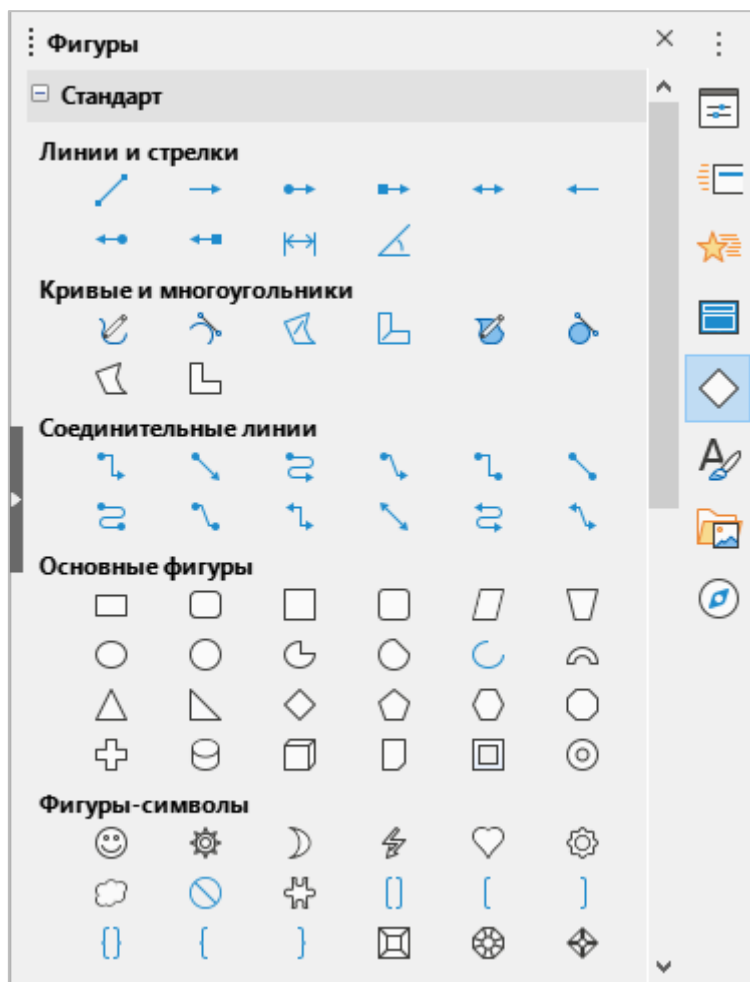 Фигуры
Стандарт
Линии и стрелки
Кривые и многоугольники
Соединительные линии
Основные фигуры
Фигуры-символы